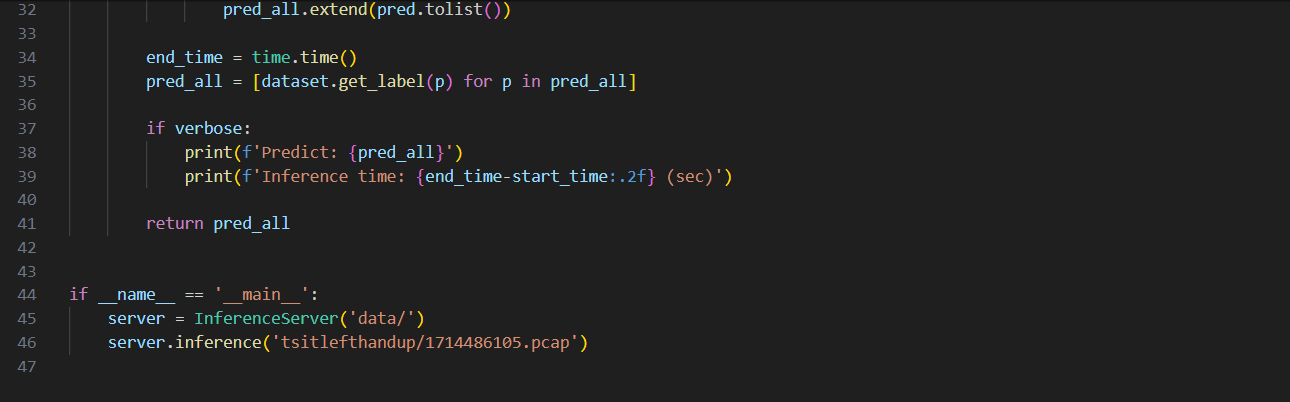 32 pred_all.extend(pred.tolist())
33
34 end_time = time.time()
35 pred_all = [dataset.get_label(p) for p in pred_all]
36
37 if verbose:
38 print(f'Predict: {pred_all}')
39 print(f'Inference time: {end_time-start_time:.2f} (sec)')
40
41 return pred_all
42
43
44 if __name__ == '__main__':
45 server = InferenceServer('data/')
46 server.inference('tsitlefthandup/1714486105.pcap')
47